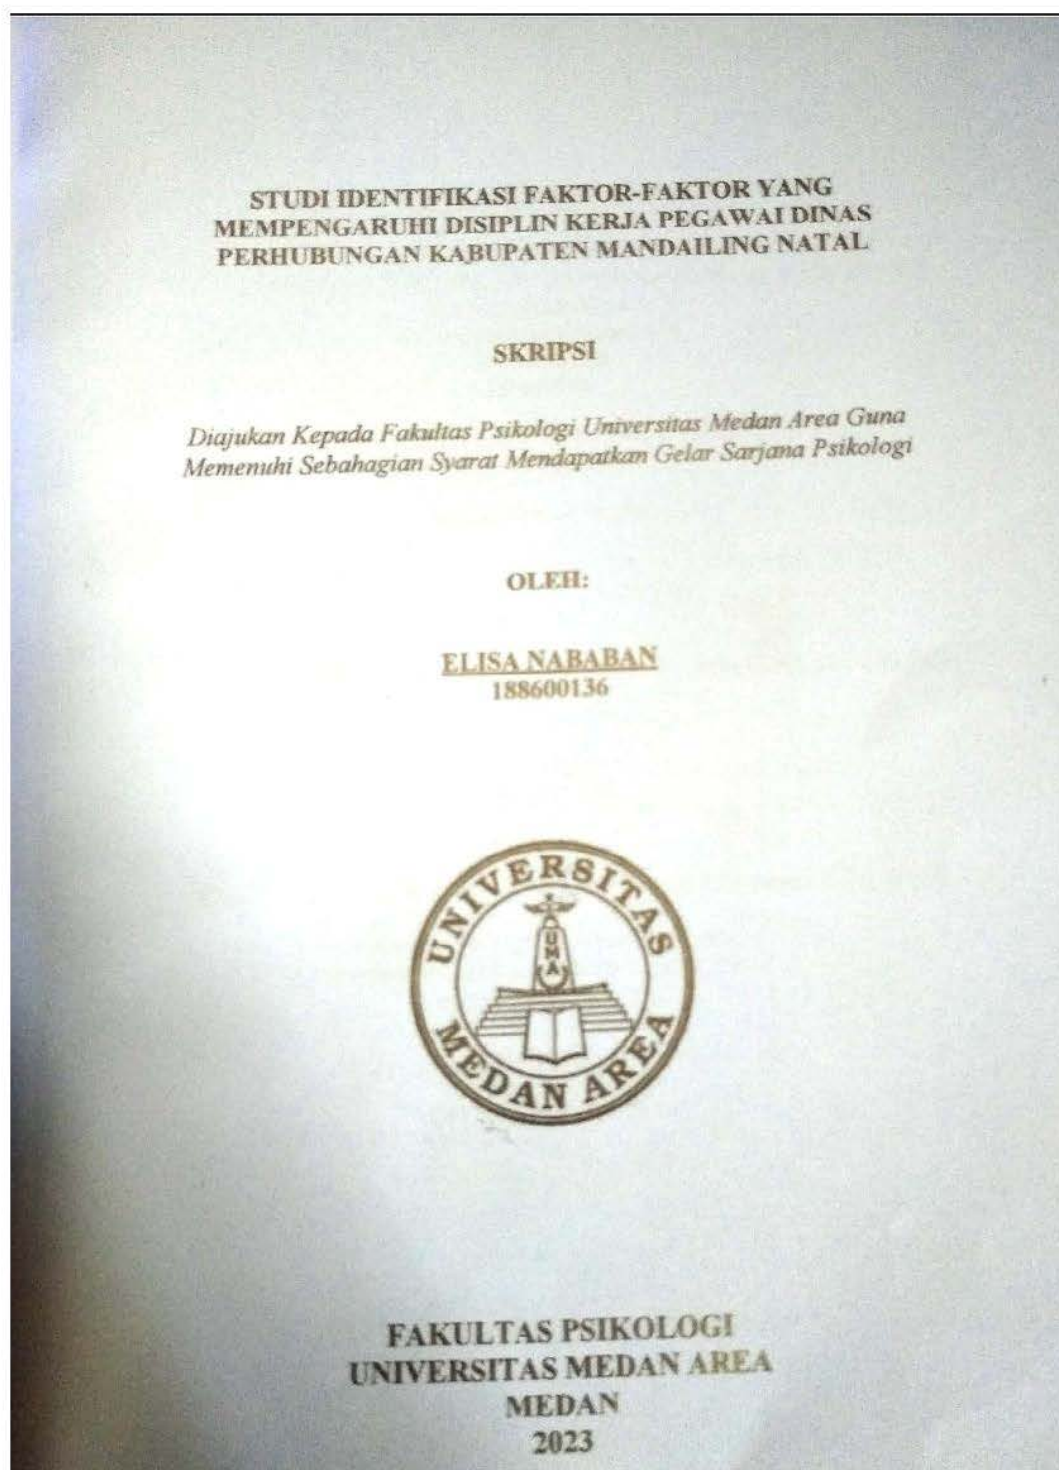 STUDI IDENTIFIKASI FAKTOR-FAKTOR YANG
MEMPENGARUHI DISIPLIN KERJA PEGAWAI DINAS
PERHUBUNGAN KABUPATEN MANDAILING NATAL
SKRIPSI
Diajukan Kepada Fakultas Psikologi Universitas Medan Area Guna
Memenuhi Sebahagian Syarat Mendapatkan Gelar Sarjana Psikologi
OLEH:
ELISA NABABAN
188600136
UNIVERSITAS
UMA
MEDAN AREA
FAKULTAS PSIKOLOGI
UNIVERSITAS MEDAN AREA
MEDAN
2023